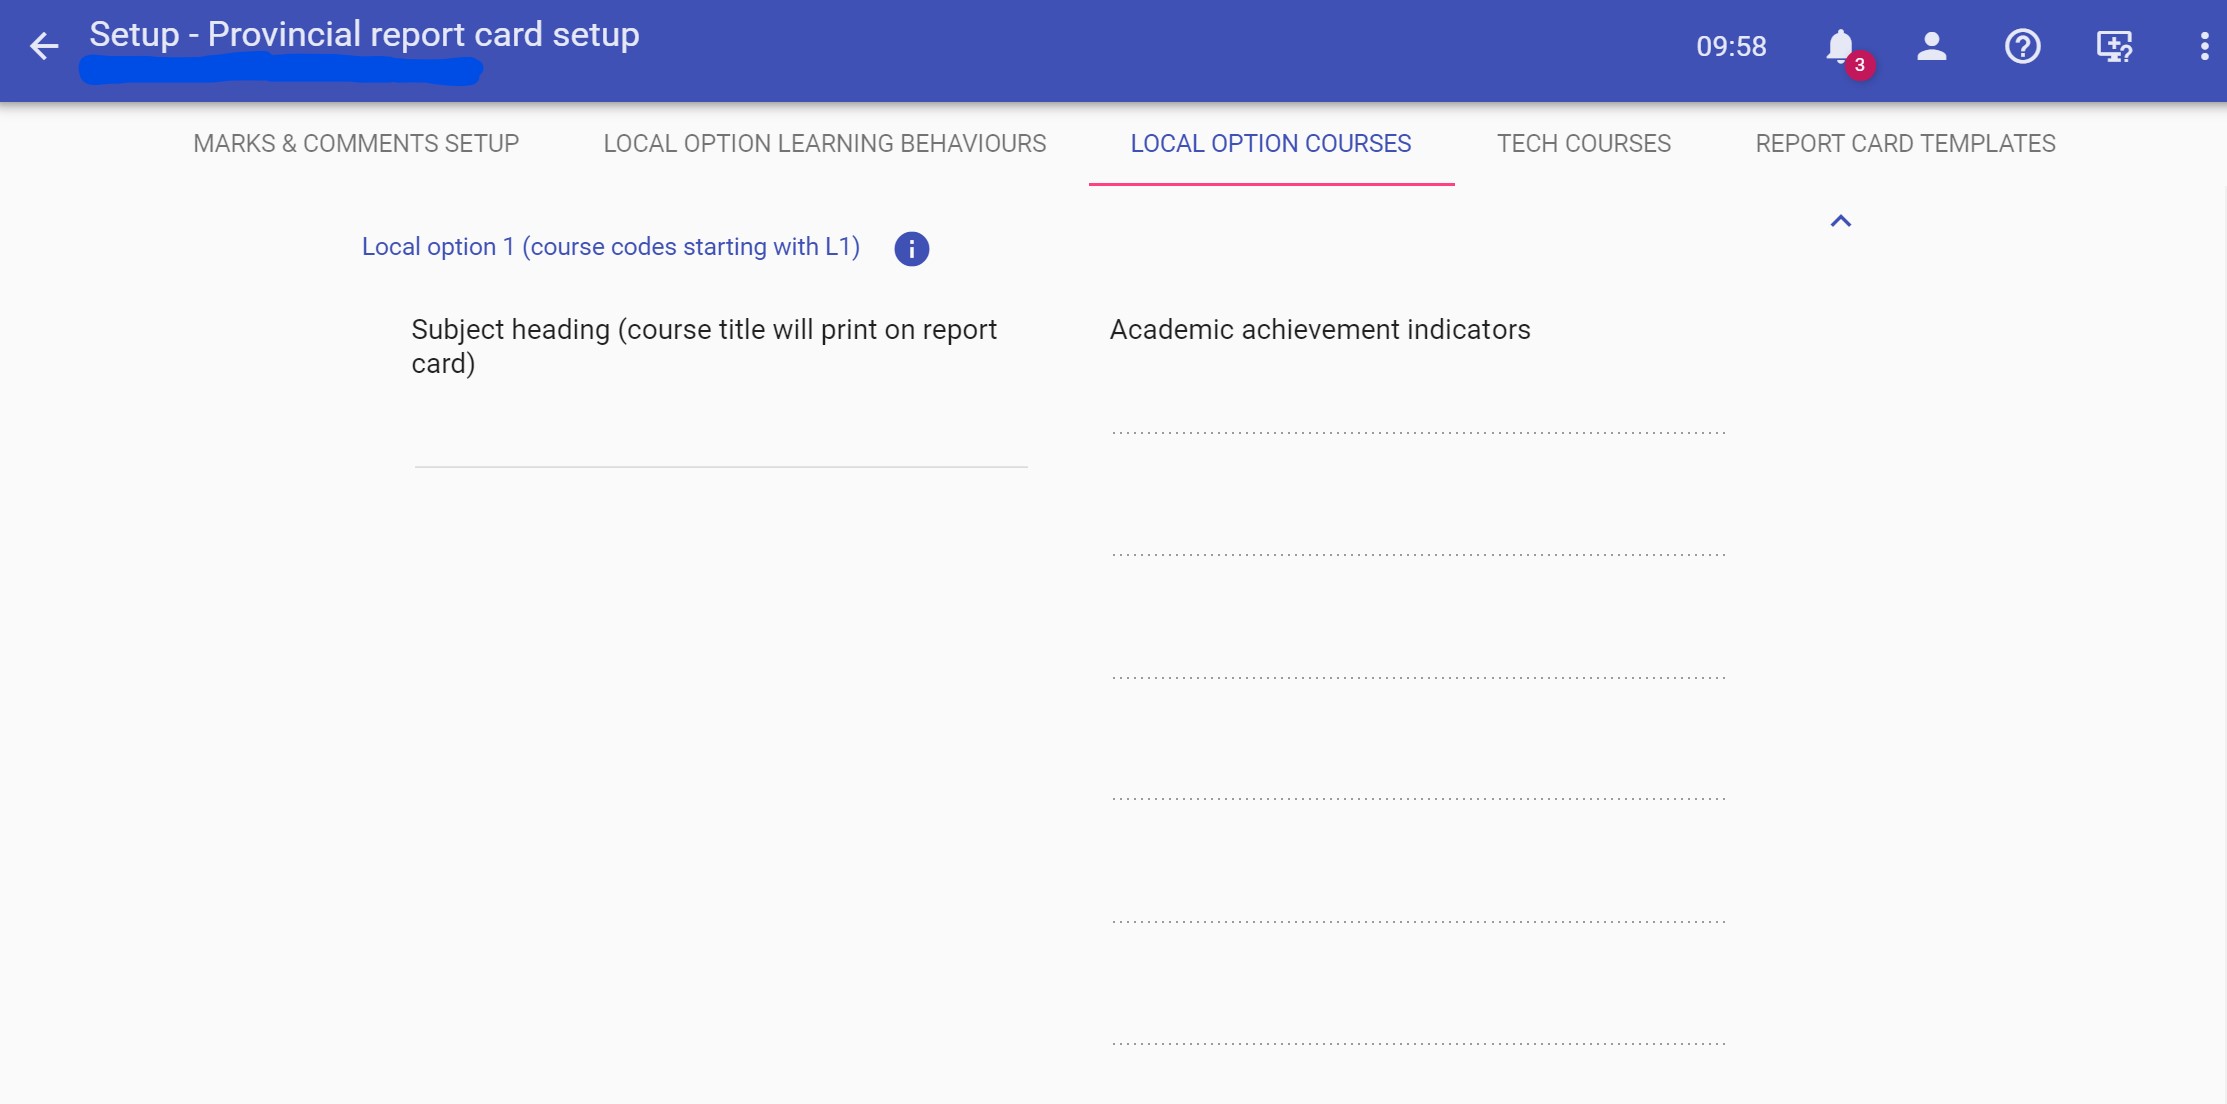 Setup - Provincial report card setup
09:58
3
MARKS & COMMENTS SETUP
LOCAL OPTION LEARNING BEHAVIOURS
LOCAL OPTION COURSES
TECH COURSES
REPORT CARD TEMPLATES
Local option 1 (course codes starting with L1)
Subject heading (course title will print on report
card)
Academic achievement indicators